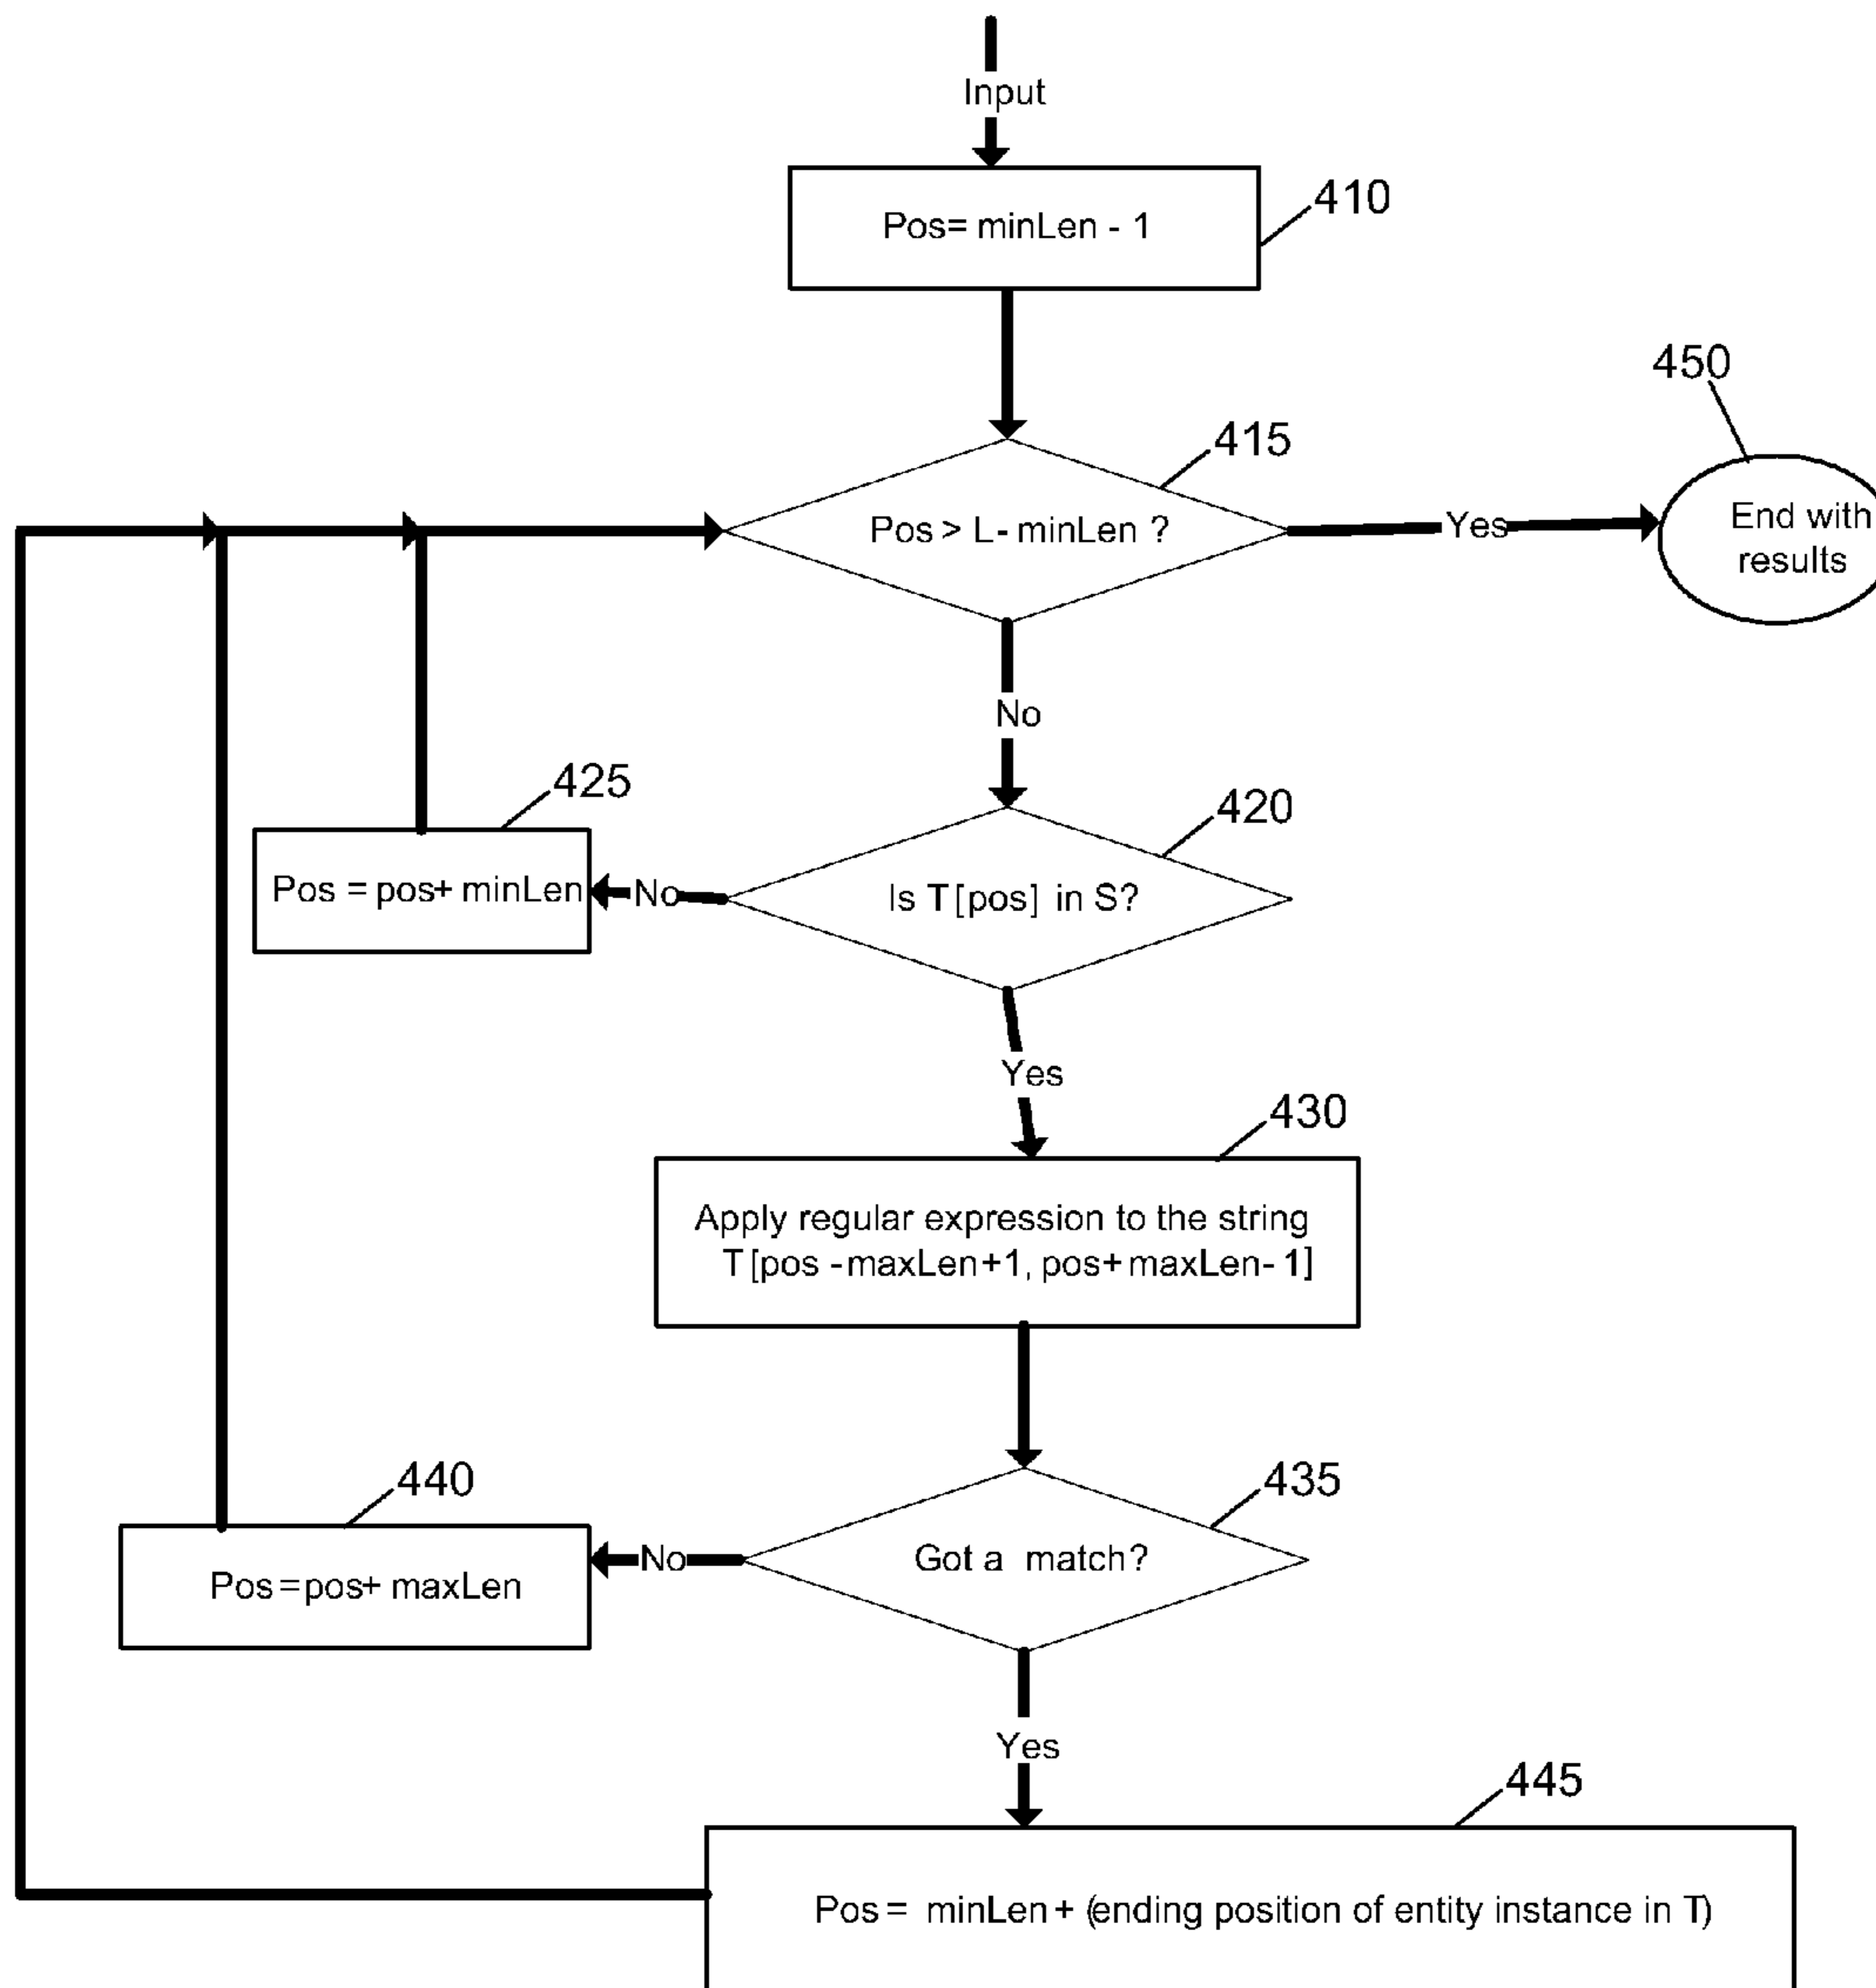 Input
Pos= minLen - 1
410
450
415
Pos > L- minLen ?
Yes
End with
results
No
425
420
Pos = pos+ minLen
No
Is T[pos] in S?
Yes
430
Apply regular expression to the string
T[pos -maxLen+1, pos+maxLen-1]
440
435
Pos=pos+ maxLen
No
Got a match?
Yes
445
Pos= minLen+ (ending position of entity instance in T)